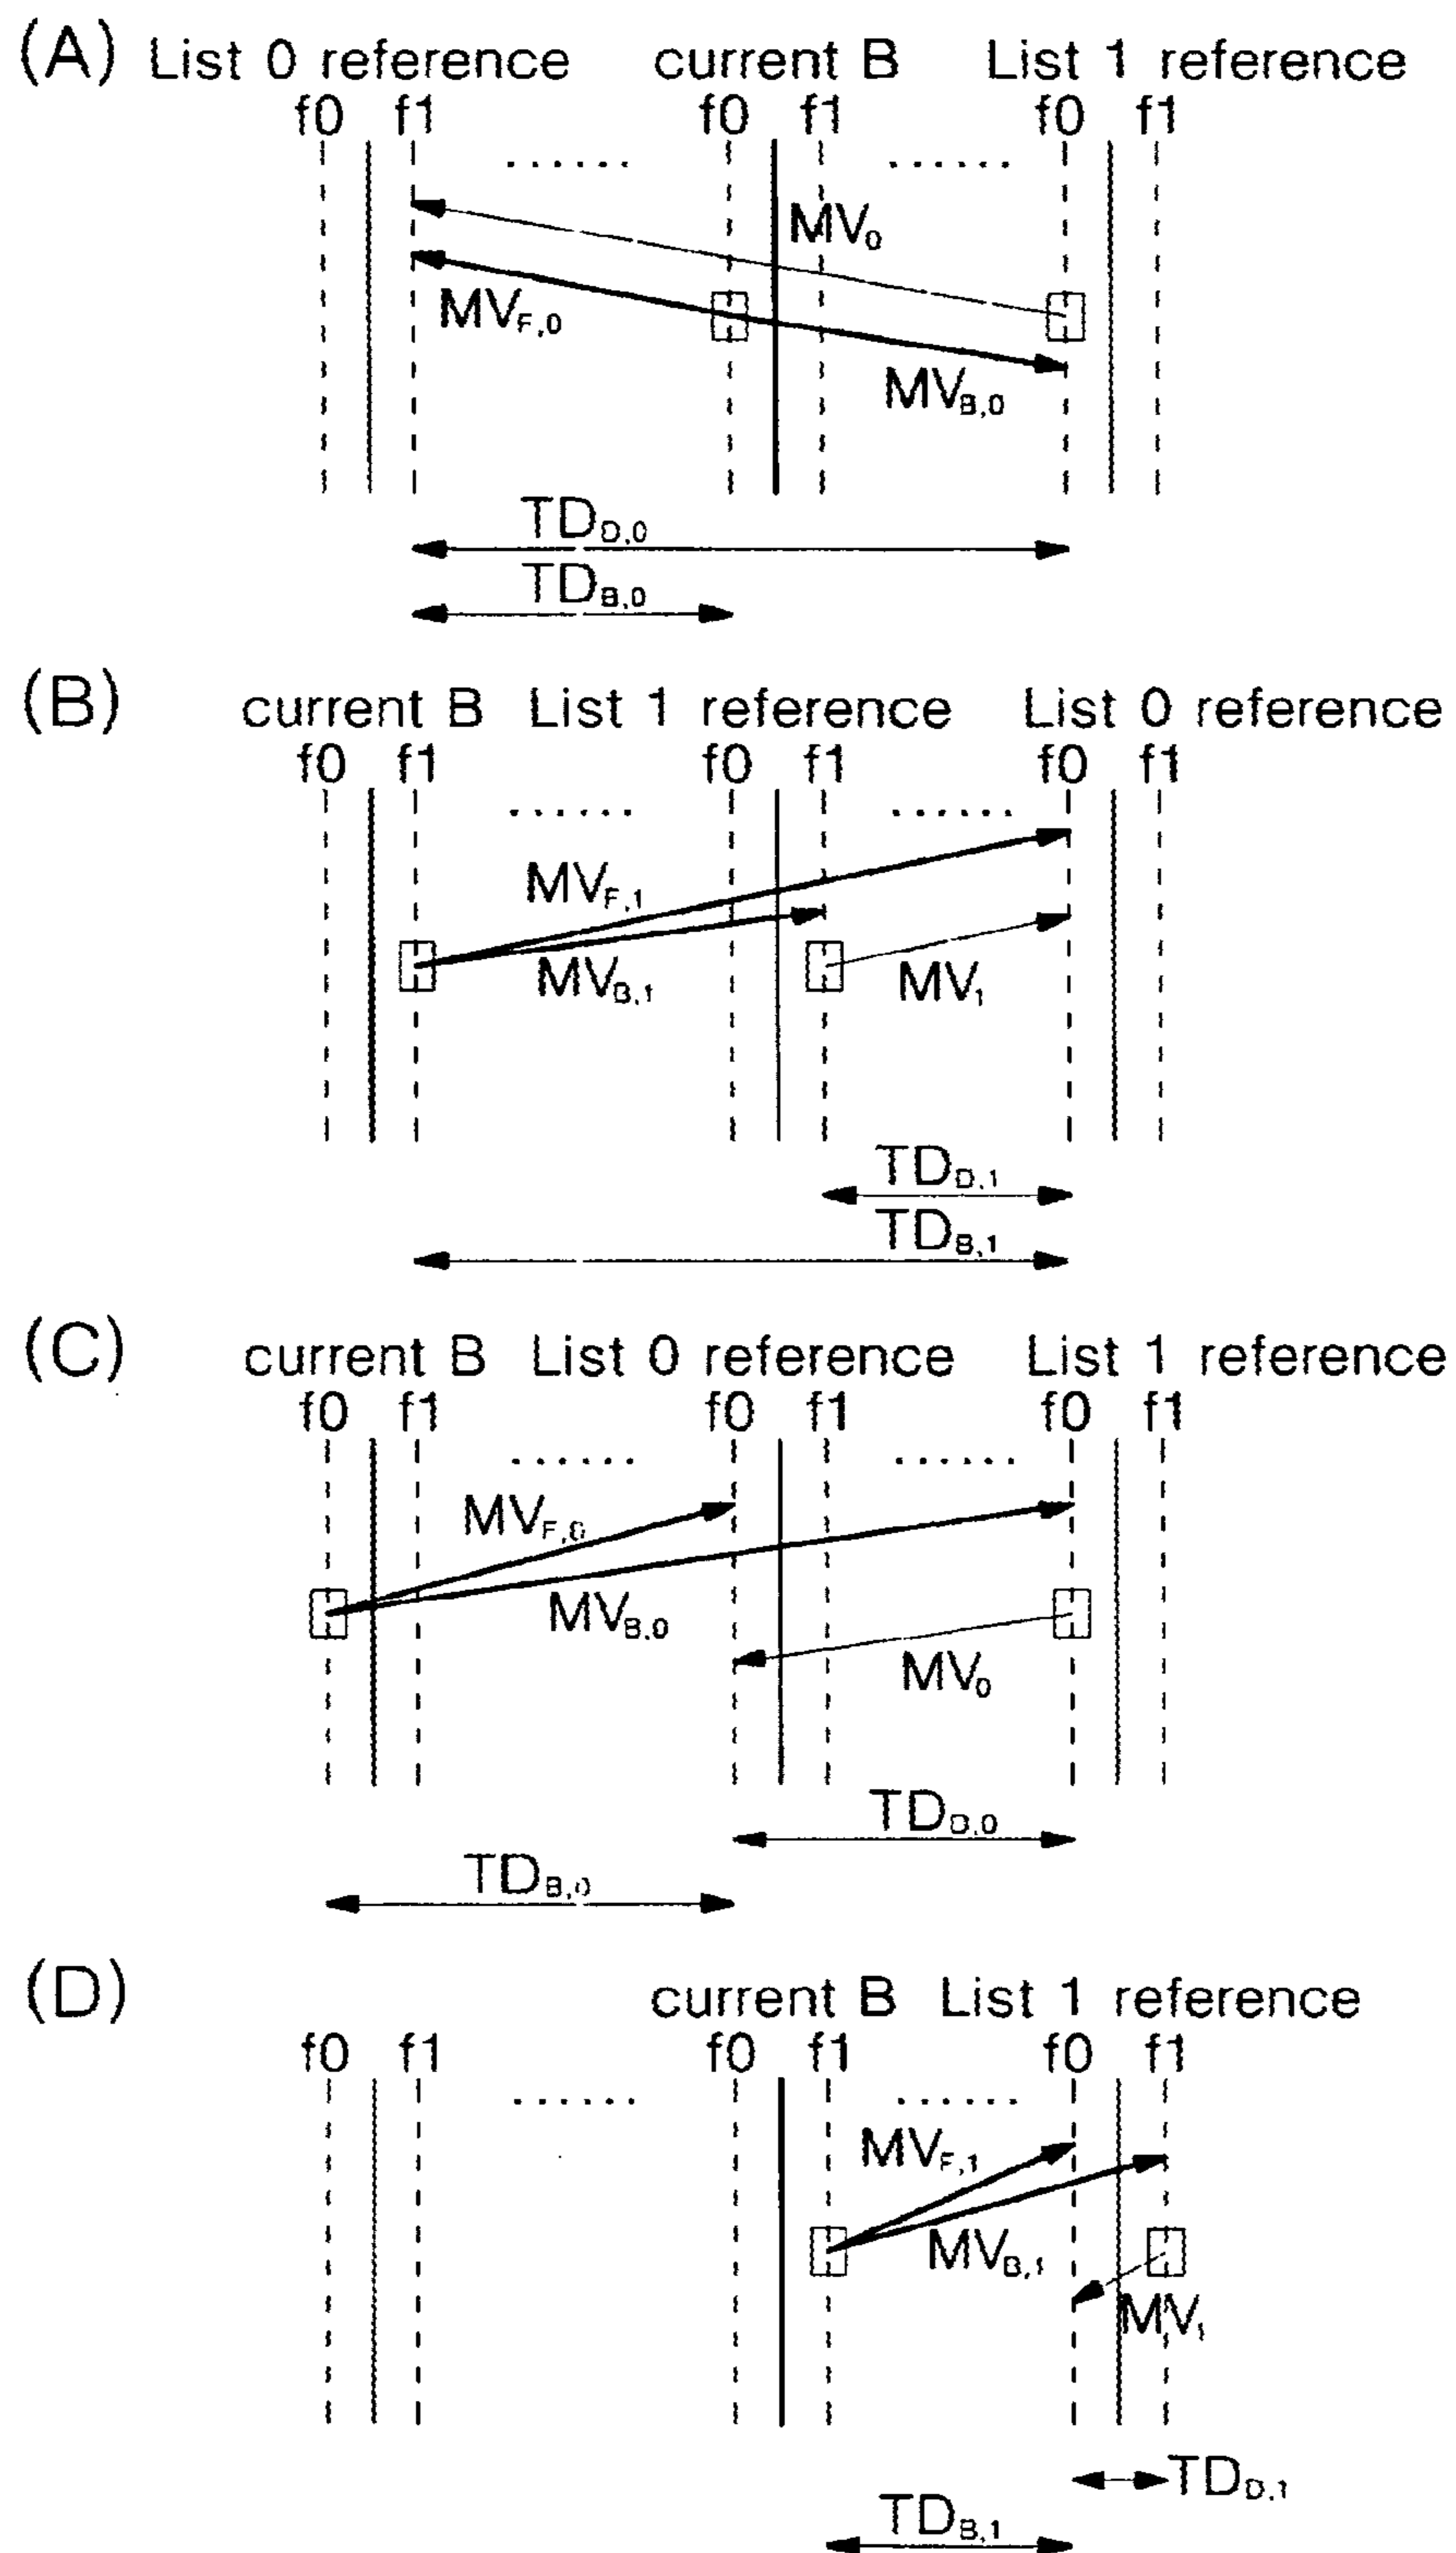 (A) List 0 reference current B List 1 reference
f0 f1 f0 f1 f0 f1
......  ......
MV0
MVF,0
MVB,0
TDD,0
TDB,0
(B) current B List 1 reference List 0 reference
f0 f1 f0 f1 f0 f1
......  ......
MVF,1
MVB,1
MV1
TDD,1
TDB,1
(C) current B List 0 reference List 1 reference
f0 f1 f0 f1 f0 f1
......  ......
MVF,0
MVB,0
MV0
TDD,0
TDB,0
(D) current B List 1 reference
f0 f1 f0 f1 f0 f1
......  ......
MVF,1
MVB,1
MV1
TDD,1
TDB,1